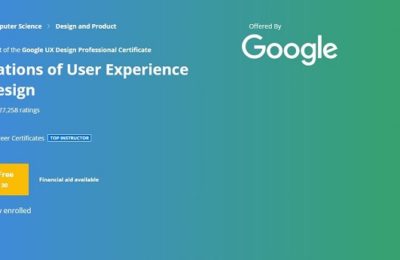 puter Science > Design and Product
Offered By
Google
t of the Google UX Design Professional Certificate
ations of User Experience
esign
77,258 ratings
eer Certificates TOP INSTRUCTOR
Free
30
Financial aid available
y enrolled